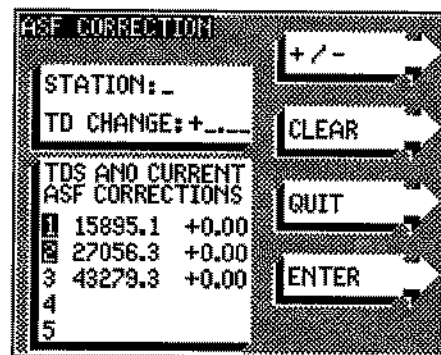 ASF CORRECTION
STATION:_
TD CHANGE:+_.__
TDS AND CURRENT
ASF CORRECTIONS
1 15895.1 +0.00
2 27056.3 +0.00
3 43279.3 +0.00
4
5
+/-
CLEAR
QUIT
ENTER